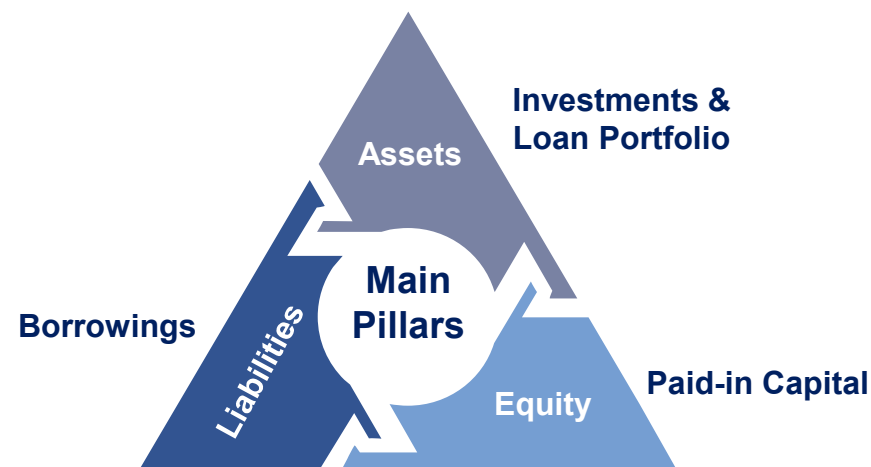 Investments &
Loan Portfolio
Assets
Main
Pillars
Borrowings
Liabilities
Equity
Paid-in Capital